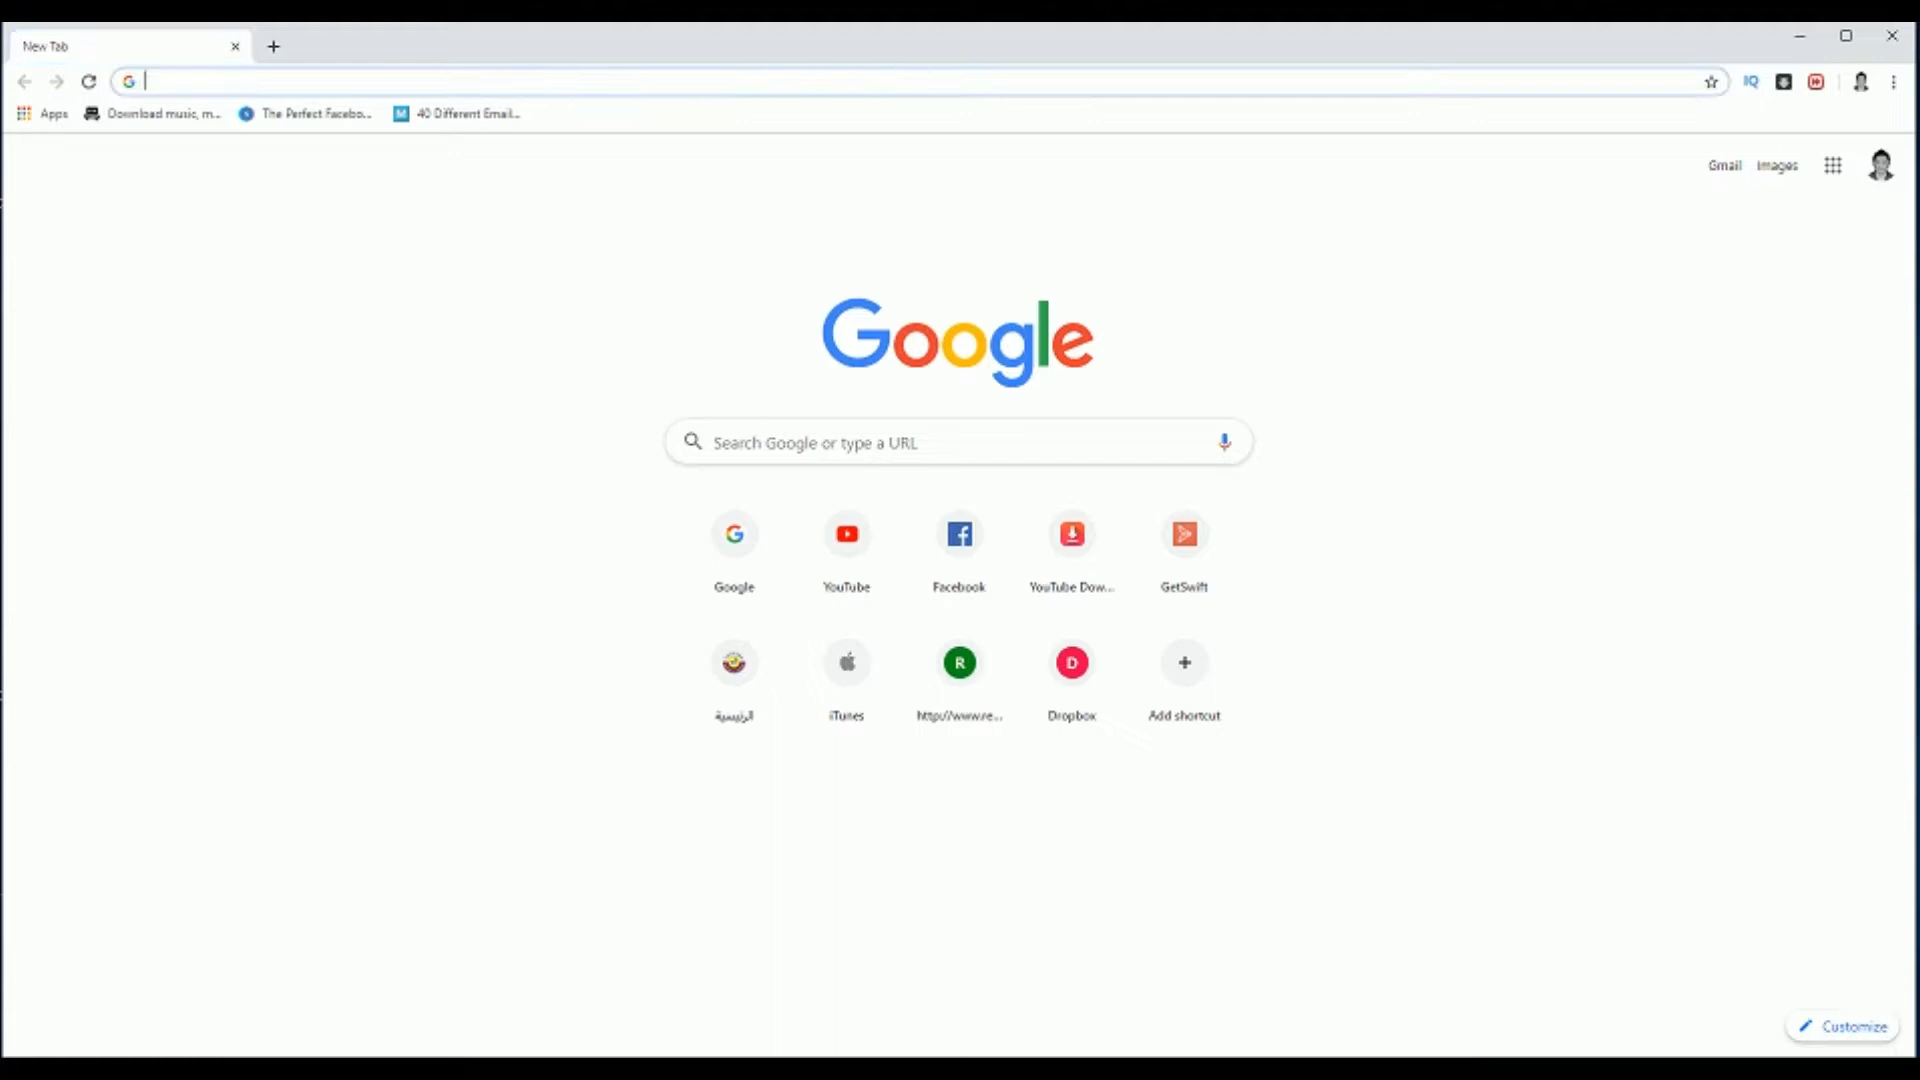 New Tab
Apps Download music, m... The Perfect Facebo... 40 Different Email...
Gmail Images
Google
Search Google or type a URL
Google YouTube Facebook YouTube Dow... GetSwift
الرئيسية iTunes http://www.re... Dropbox Add shortcut
Customize